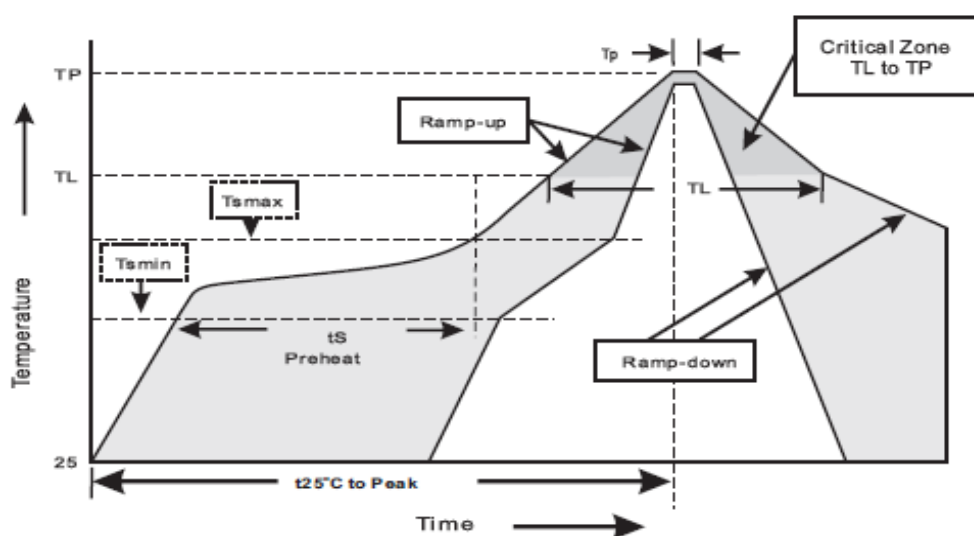 Tp
Critical Zone
TL to TP
TP
Ramp-up
TL
TL
Tsmax
Tsmin
Temperature
tS
Preheat
Ramp-down
25
t25°C to Peak
Time